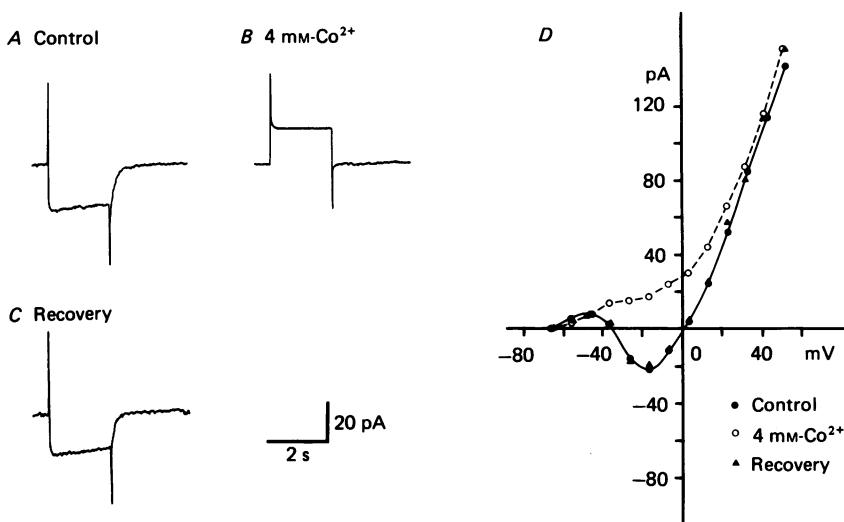 A Control
B 4 mM-Co²⁺
C Recovery
20 pA
2 s
D
pA
120
80
40
−80
−40
0
40
mV
−40
−80
Control
4 mM-Co²⁺
Recovery